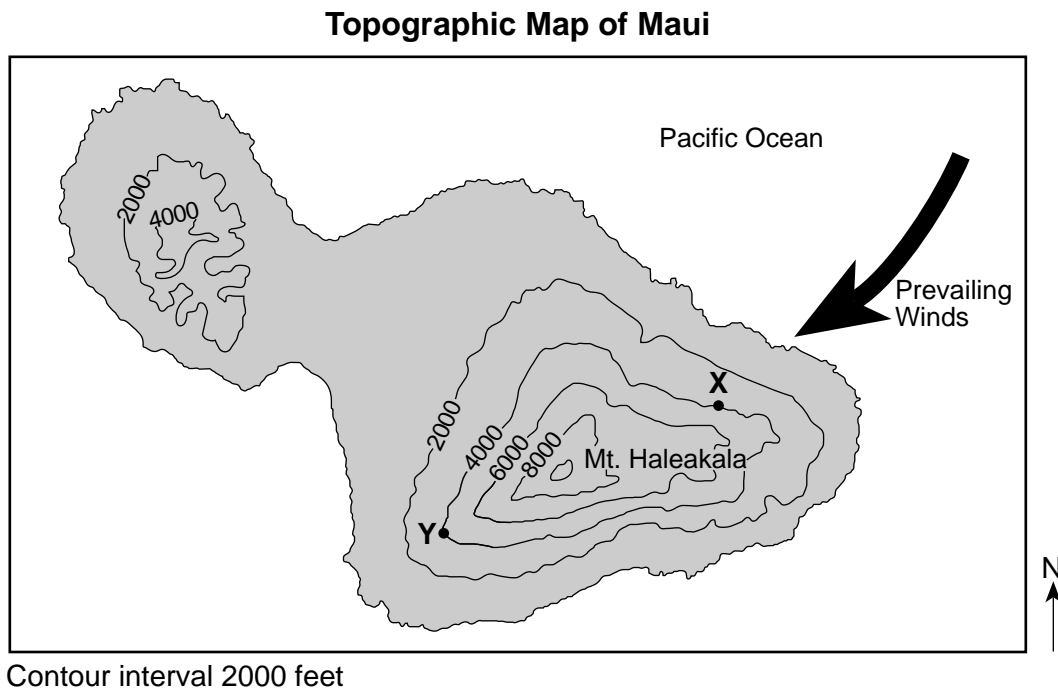 Topographic Map of Maui
Pacific Ocean
2000
4000
Prevailing
Winds
X
2000
4000
6000
8000
Mt. Haleakala
Y
N
Contour interval 2000 feet